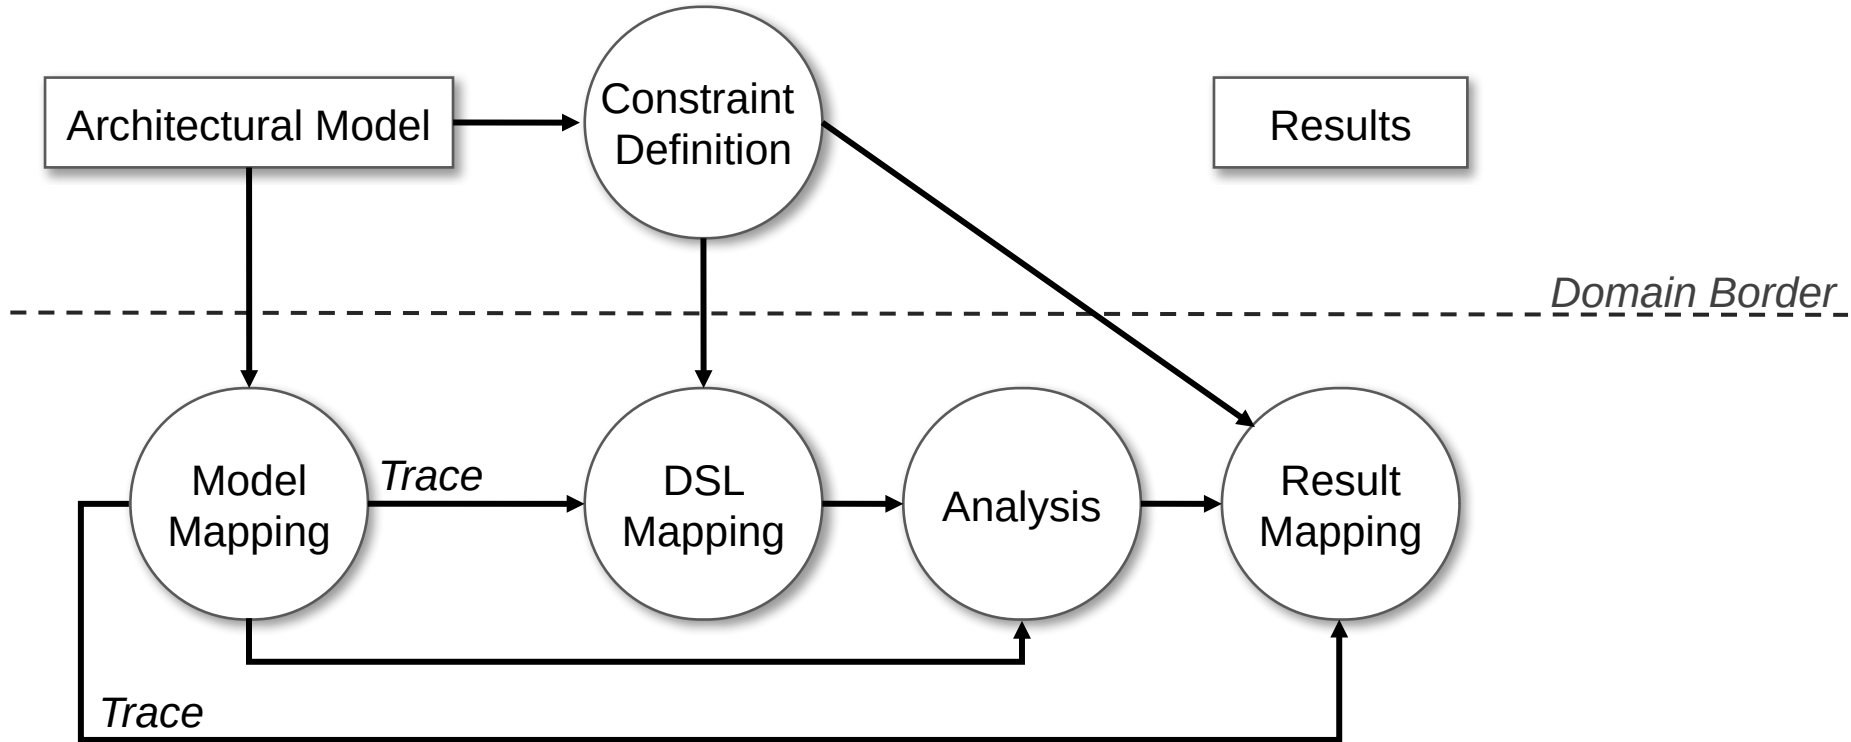 Architectural Model
Constraint
Definition
Results
Domain Border
Model
Mapping
Trace
DSL
Mapping
Analysis
Result
Mapping
Trace